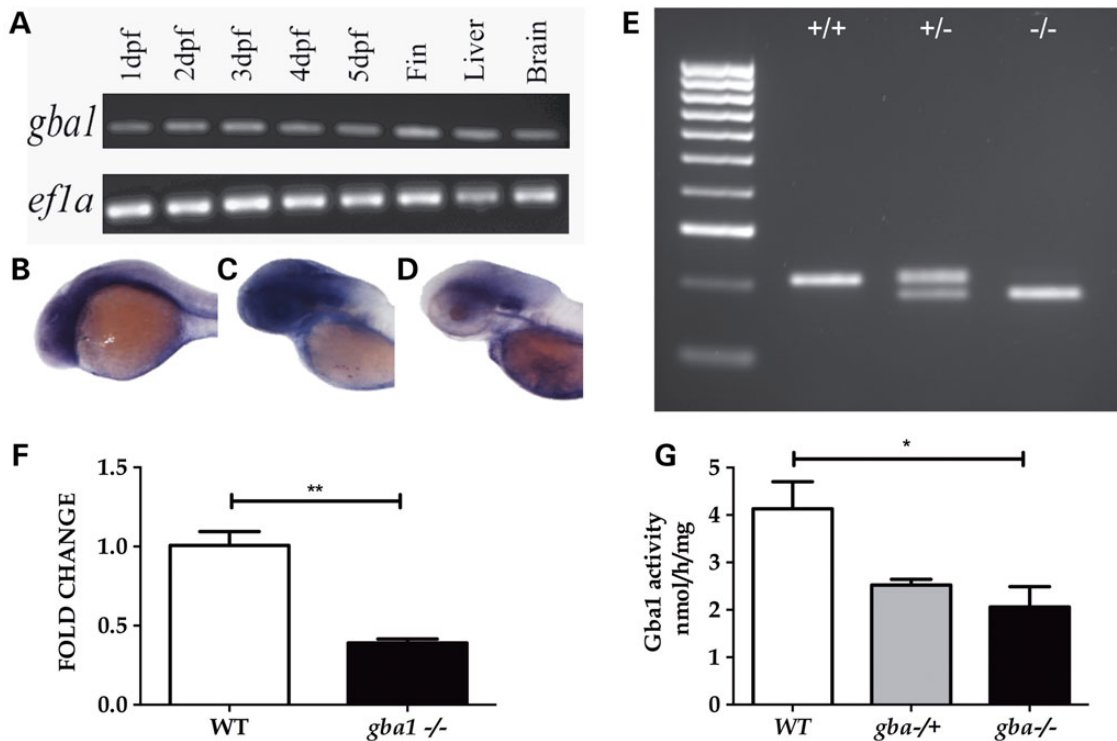 A
1dpf
2dpf
3dpf
4dpf
5dpf
Fin
Liver
Brain
gba1
ef1a
B
C
D
E
+/+
+/-
-/-
F
FOLD CHANGE
1.5
1.0
0.5
0.0
**
WT
gba1 -/-
G
Gba1 activity
nmol/h/mg
5
4
3
2
1
4
*
WT
gba-/+
gba-/-